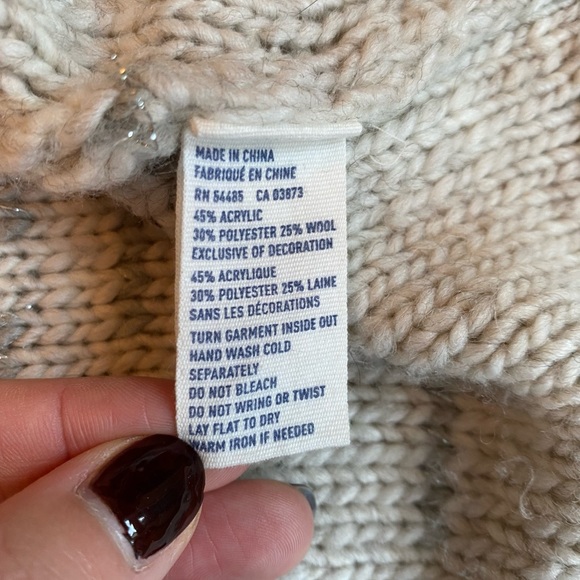 MADE IN CHINA
FABRIQUÉ EN CHINE
RN 54485 CA 03873
45% ACRYLIC
30% POLYESTER 25% WOOL
EXCLUSIVE OF DECORATION
45% ACRYLIQUE
30% POLYESTER 25% LAINE
SANS LES DÉCORATIONS
TURN GARMENT INSIDE OUT
HAND WASH COLD
SEPARATELY
DO NOT BLEACH
DO NOT WRING OR TWIST
LAY FLAT TO DRY
WARM IRON IF NEEDED